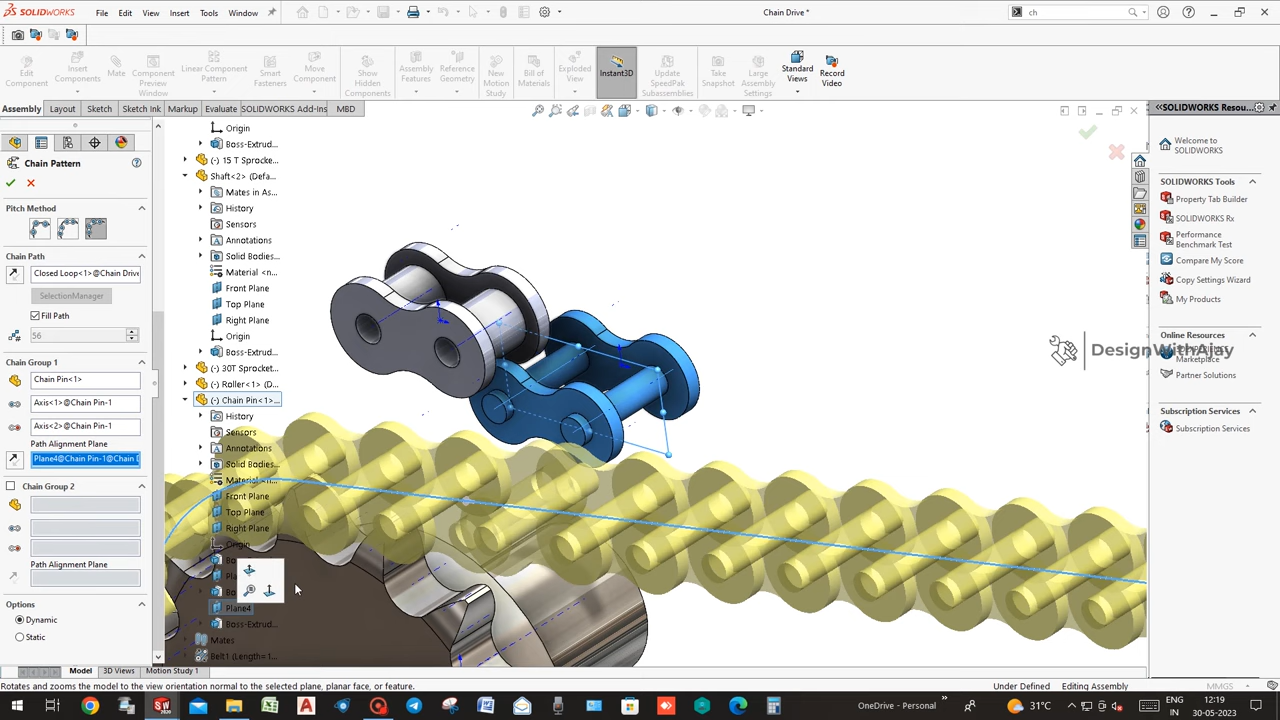 SOLIDWORKS
File Edit View Insert Tools Window
Chain Drive *
ch
Edit Component
Insert Components
Mate
Component Preview Window
Linear Component Pattern
Smart Fasteners
Move Component
Show Hidden Components
Assembly Features
Reference Geometry
New Motion Study
Bill of Materials
Exploded View
Instant3D
Update SpeedPak Subassemblies
Take Snapshot
Large Assembly Settings
Standard Views
Record Video
Assembly Layout Sketch Sketch Ink Markup Evaluate SOLIDWORKS Add-Ins MBD
Chain Pattern
Pitch Method
Chain Path
Closed Loop<1>@Chain Drive
SelectionManager
Fill Path
56
Chain Group 1
Chain Pin<1>
Axis<1>@Chain Pin-1
Axis<2>@Chain Pin-1
Path Alignment Plane
Plane4@Chain Pin-1@Chain D
Chain Group 2
Path Alignment Plane
Options
Dynamic
Static
Origin
Boss-Extrud...
(-) 15 T Sprocke...
Shaft<2> (Defa...
Mates in As...
History
Sensors
Annotations
Solid Bodies...
Material <n...
Front Plane
Top Plane
Right Plane
Origin
Boss-Extrud...
(-) 30T Sprocke...
(-) Roller<1> (D...
(-) Chain Pin<1>...
History
Sensors
Annotations
Solid Bodies...
Material <n...
Front Plane
Top Plane
Right Plane
Origin
Plane4
Boss-Extrud...
Mates
Belt1 (Length=1...
SOLIDWORKS Resou...
Welcome to SOLIDWORKS
SOLIDWORKS Tools
Property Tab Builder
SOLIDWORKS Rx
Performance Benchmark Test
Compare My Score
Copy Settings Wizard
My Products
Online Resources
DesignWithAjay
Marketplace
Partner Solutions
Subscription Services
Subscription Services
Model 3D Views Motion Study 1
Rotates and zooms the model to the view orientation normal to the selected plane, planar face, or feature.
Under Defined Editing Assembly MMGS
OneDrive - Personal
31°C
ENG
IN
12:19
30-05-2023